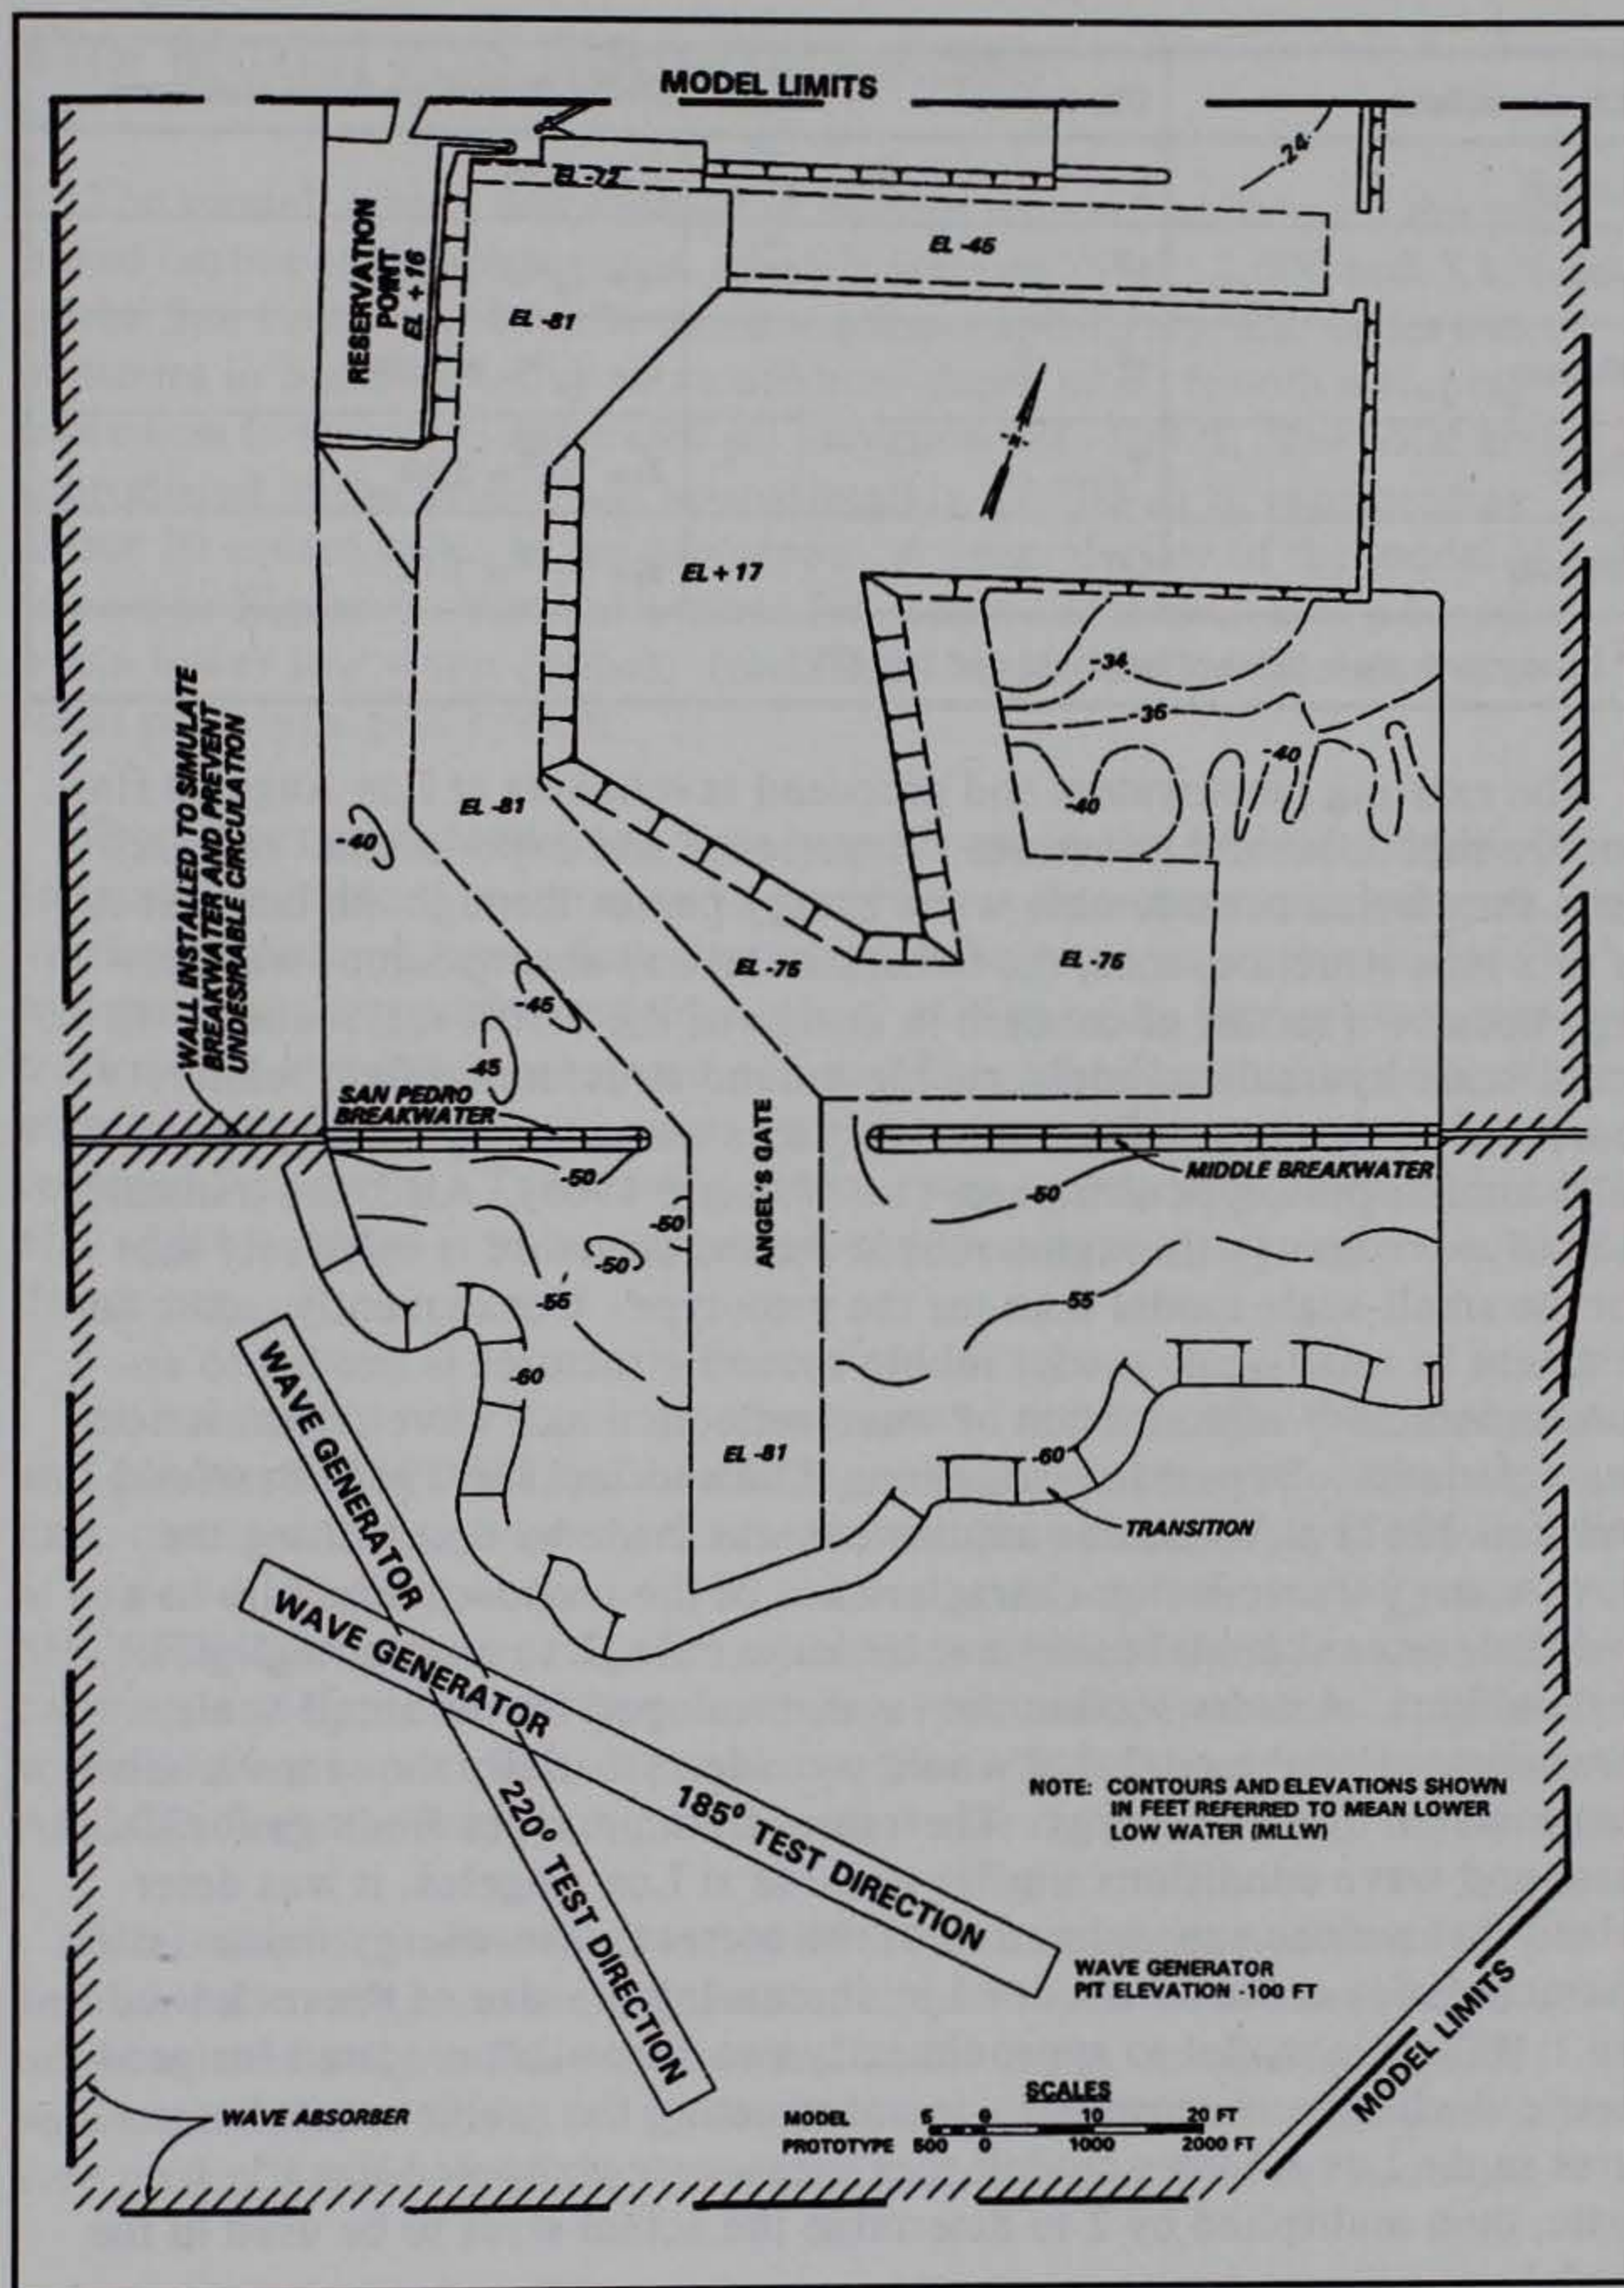 MODEL LIMITS
-24
EL -72
EL -45
RESERVATION
POINT
EL + 16
EL -81
N
EL + 17
-34
-36
-40
-40
WALL INSTALLED TO SIMULATE
BREAKWATER AND PREVENT
UNDESIRABLE CIRCULATION
-40
EL -81
EL -75
EL -75
-45
-45
SAN PEDRO
BREAKWATER
ANGEL'S GATE
MIDDLE BREAKWATER
-50
-50
-50
-50
-55
-55
-60
EL -81
-60
TRANSITION
WAVE GENERATOR
WAVE GENERATOR
220° TEST DIRECTION
185° TEST DIRECTION
NOTE: CONTOURS AND ELEVATIONS SHOWN
IN FEET REFERRED TO MEAN LOWER
LOW WATER (MLLW)
WAVE GENERATOR
PIT ELEVATION -100 FT
MODEL LIMITS
WAVE ABSORBER
SCALES
MODEL 5 0 10 20 FT
PROTOTYPE 500 0 1000 2000 FT